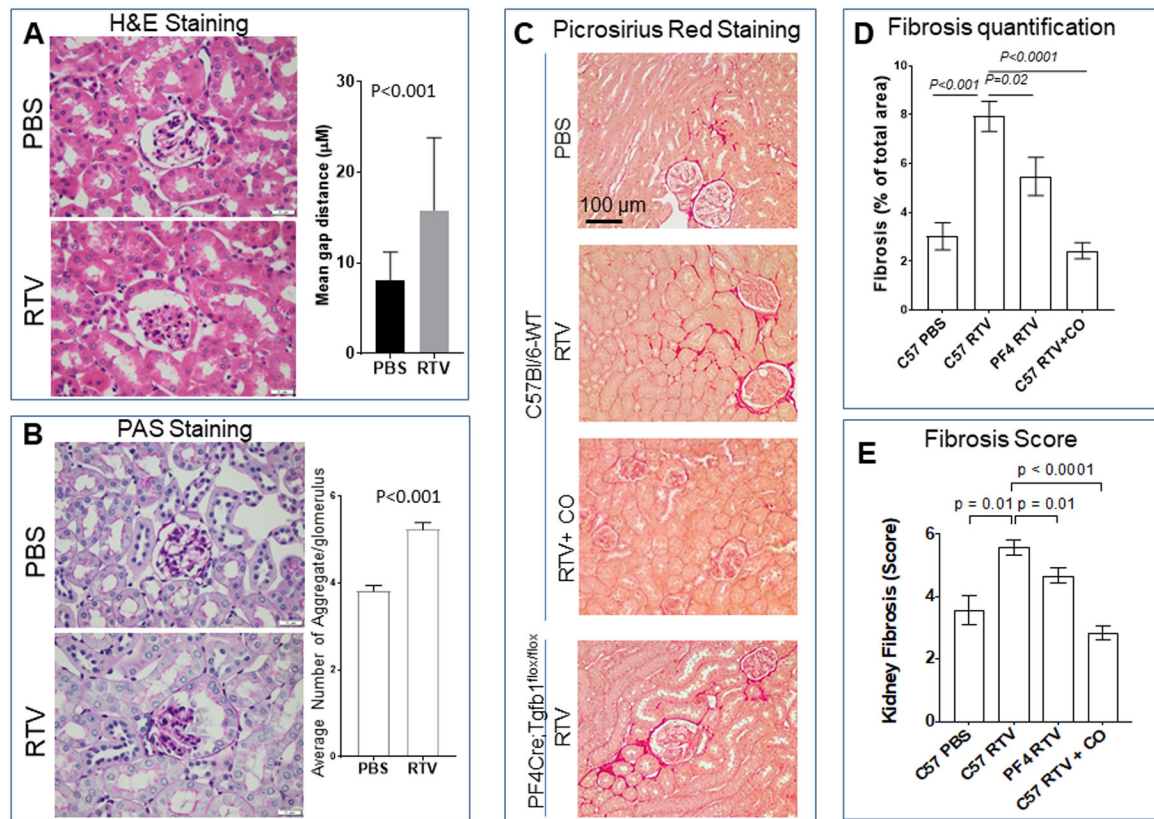 A
H&E Staining
PBS
RTV
Mean gap distance (µM)
30
20
10
0
P<0.001
PBS RTV
B
PAS Staining
PBS
RTV
Average Number of Aggregate/glomerulus
6
4
2
0
P<0.001
PBS RTV
C
Picrosirius Red Staining
C57Bl/6-WT
PBS
100 µm
RTV
RTV+ CO
PF4Cre;Tgfb1flox/flox
RTV
D
Fibrosis quantification
P<0.0001
P<0.001 P=0.02
Fibrosis (% of total area)
10
8
6
4
2
0
C57 PBS
C57 RTV
PF4 RTV
C57 RTV+CO
E
Fibrosis Score
p < 0.0001
p = 0.01 p = 0.01
Kidney Fibrosis (Score)
6
4
2
0
C57 PBS
C57 RTV
PF4 RTV
C57 RTV + CO